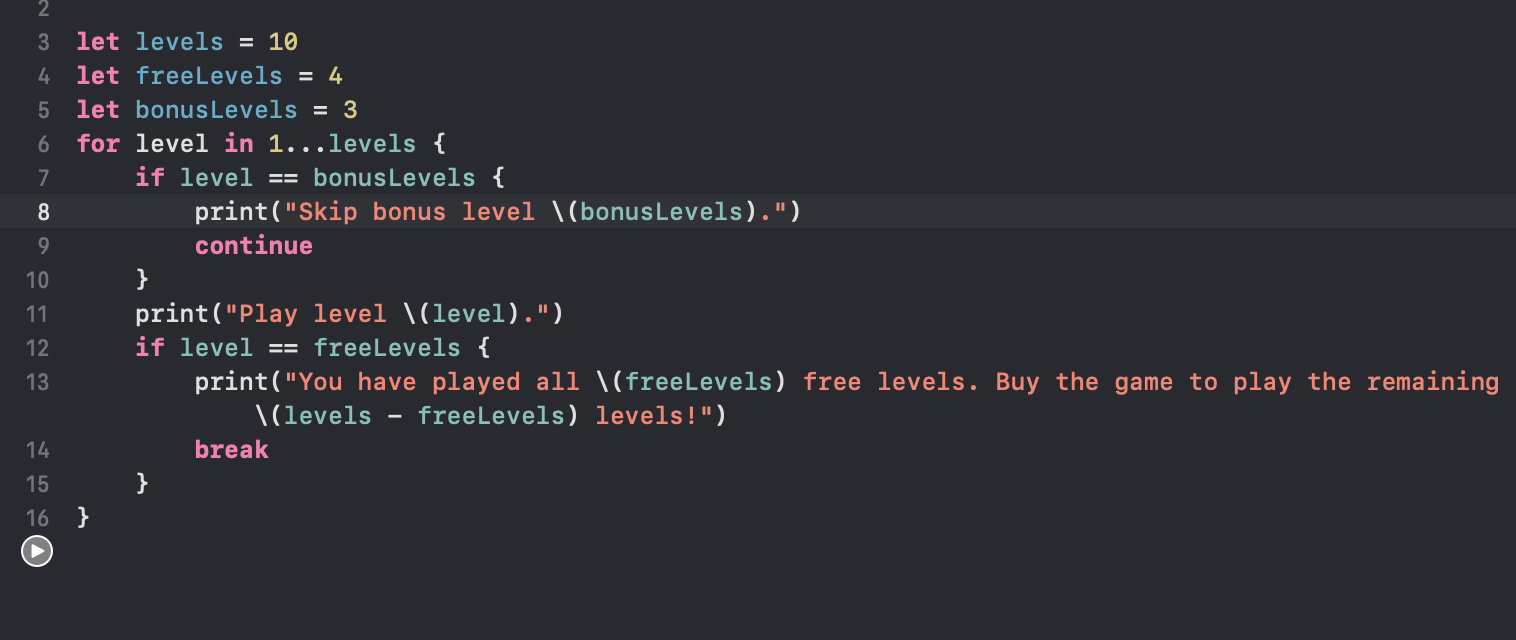 2
3 let levels = 10
4 let freeLevels = 4
5 let bonusLevels = 3
6 for level in 1...levels {
7     if level == bonusLevels {
8         print("Skip bonus level \(bonusLevels).")
9         continue
10     }
11     print("Play level \(level).")
12     if level == freeLevels {
13         print("You have played all \(freeLevels) free levels. Buy the game to play the remaining
            \(levels - freeLevels) levels!")
14         break
15     }
16 }